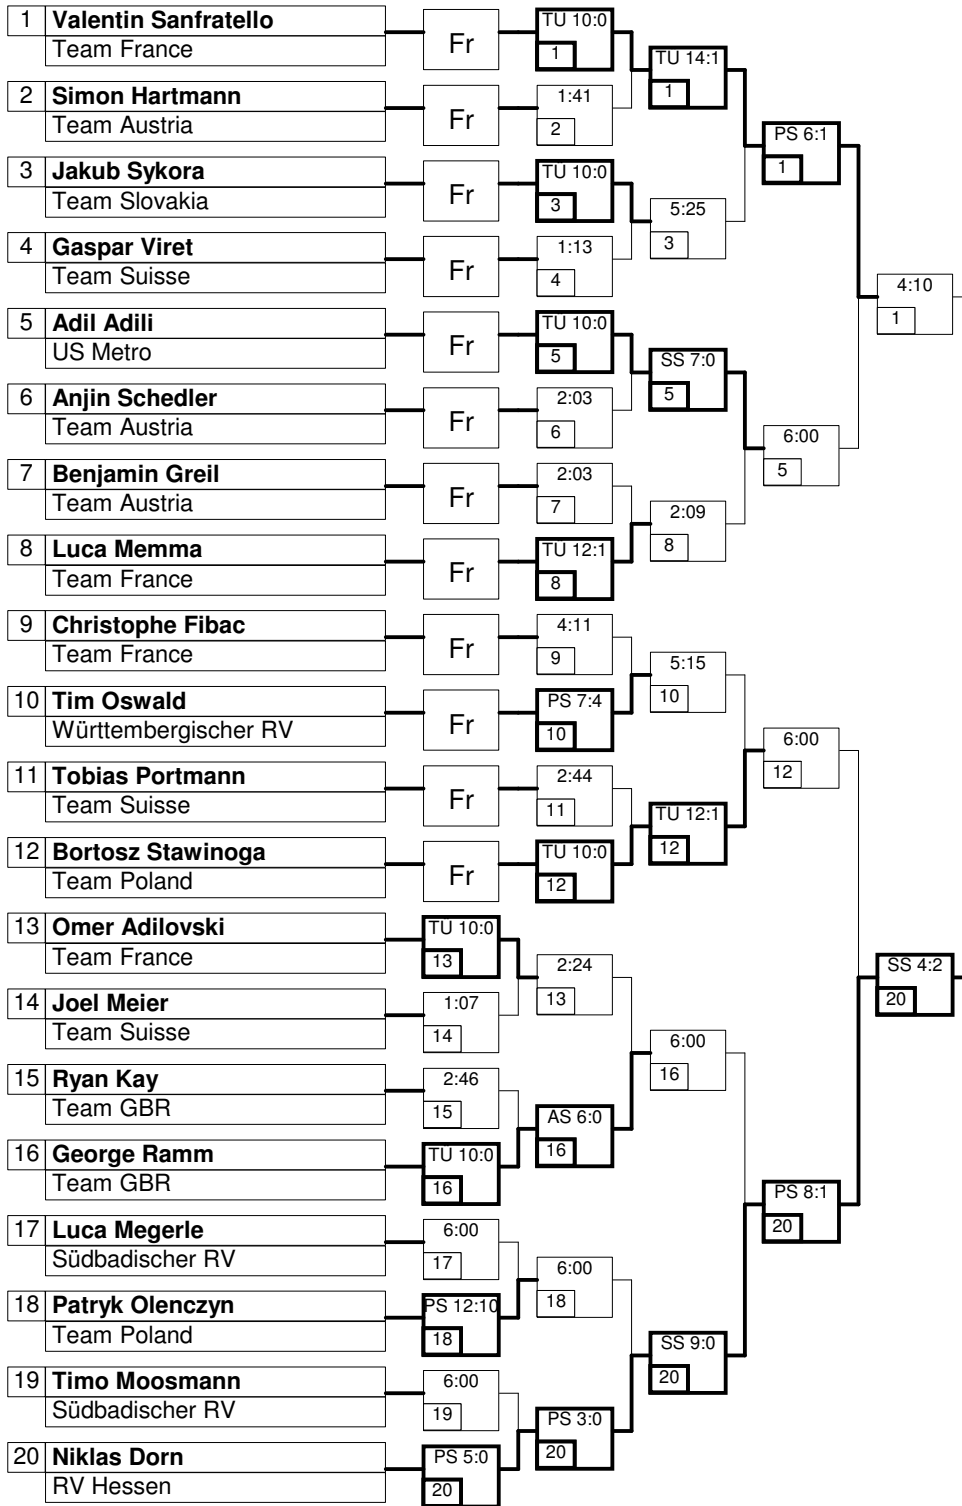 1 Valentin Sanfratello
Team France
Fr
TU 10:0
1
TU 14:1
1
2 Simon Hartmann
Team Austria
Fr
1:41
2
PS 6:1
1
3 Jakub Sykora
Team Slovakia
Fr
TU 10:0
3
5:25
3
4 Gaspar Viret
Team Suisse
Fr
1:13
4
4:10
1
5 Adil Adili
US Metro
Fr
TU 10:0
5
SS 7:0
5
6 Anjin Schedler
Team Austria
Fr
2:03
6
6:00
5
7 Benjamin Greil
Team Austria
Fr
2:03
7
2:09
8
8 Luca Memma
Team France
Fr
TU 12:1
8
9 Christophe Fibac
Team France
Fr
4:11
9
5:15
10
10 Tim Oswald
Württembergischer RV
Fr
PS 7:4
10
6:00
12
11 Tobias Portmann
Team Suisse
Fr
2:44
11
TU 12:1
12
12 Bortosz Stawinoga
Team Poland
Fr
TU 10:0
12
13 Omer Adilovski
Team France
TU 10:0
13
2:24
13
SS 4:2
20
14 Joel Meier
Team Suisse
1:07
14
6:00
16
15 Ryan Kay
Team GBR
2:46
15
AS 6:0
16
16 George Ramm
Team GBR
TU 10:0
16
PS 8:1
20
17 Luca Megerle
Südbadischer RV
6:00
17
6:00
18
18 Patryk Olenczyn
Team Poland
PS 12:10
18
SS 9:0
20
19 Timo Moosmann
Südbadischer RV
6:00
19
PS 3:0
20
20 Niklas Dorn
RV Hessen
PS 5:0
20